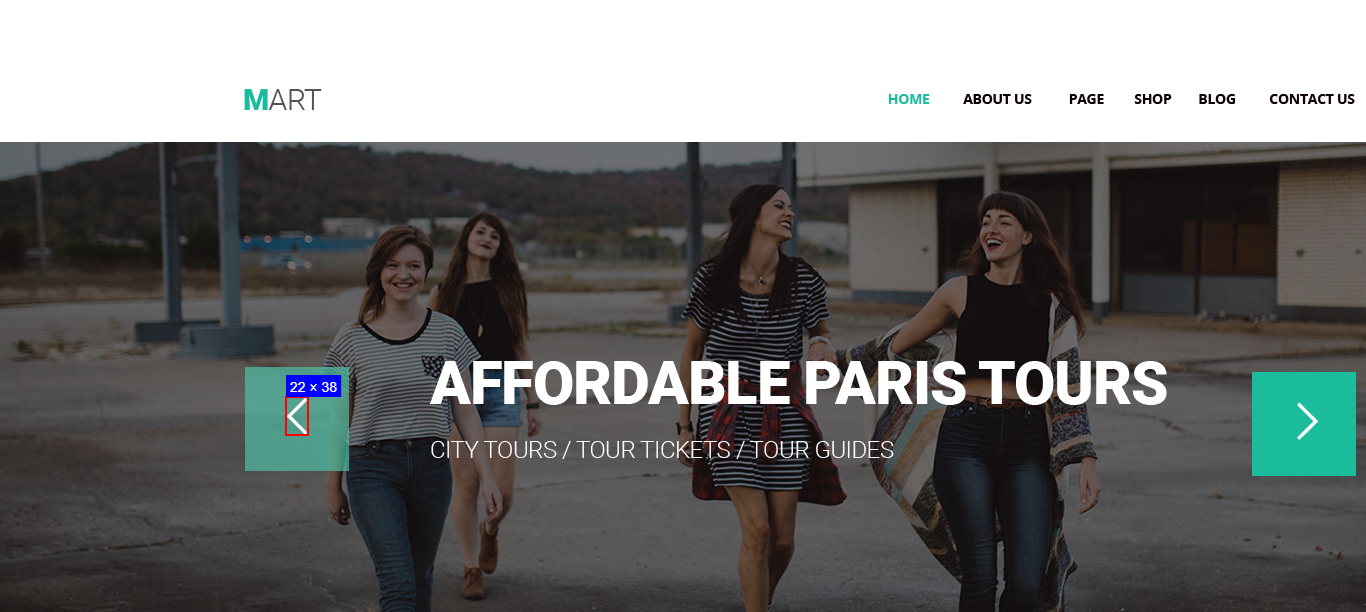 MART
HOME ABOUT US PAGE SHOP BLOG CONTACT US
22 × 38
AFFORDABLE PARIS TOURS
CITY TOURS / TOUR TICKETS / TOUR GUIDES